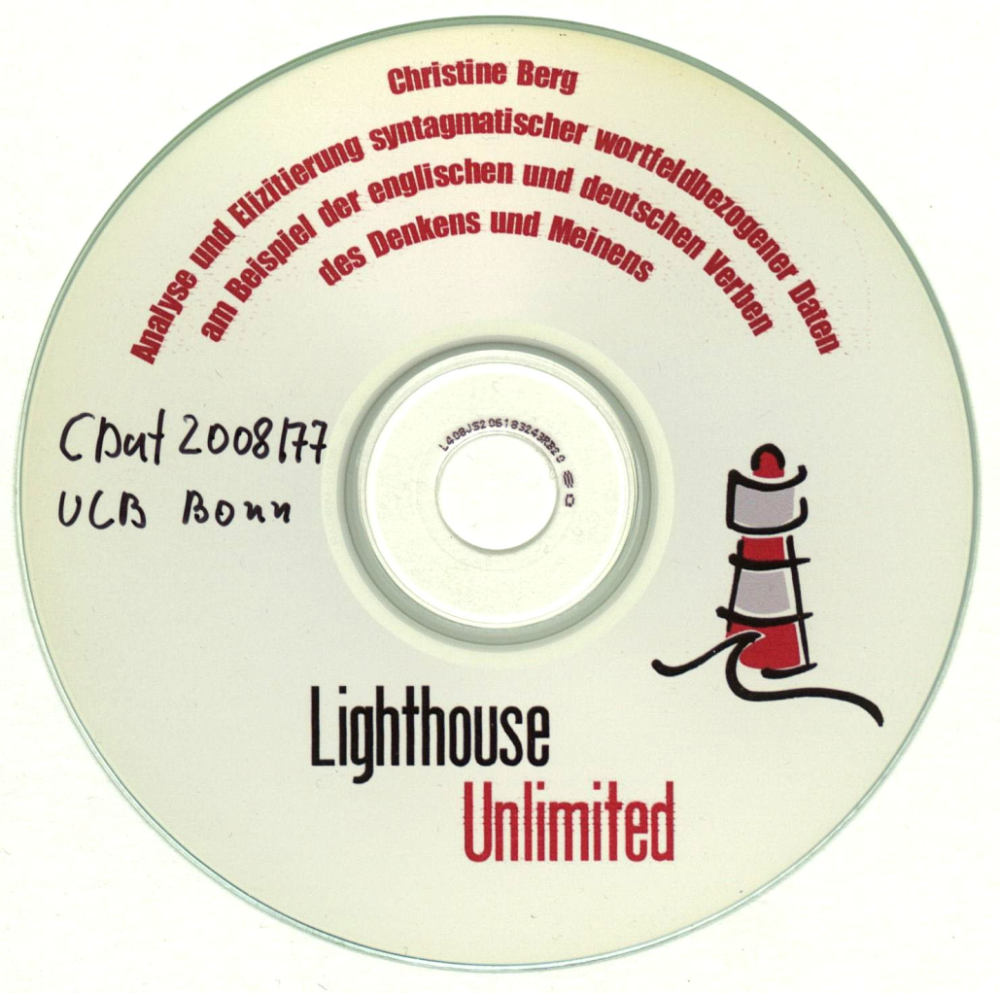 Christine Berg
Analyse und Elizitierung syntagmatischer wortfeldbezogener Daten
am Beispiel der englischen und deutschen Verben
des Denkens und Meinens
CDat 2008/77
ULB Bonn
Lighthouse
Unlimited